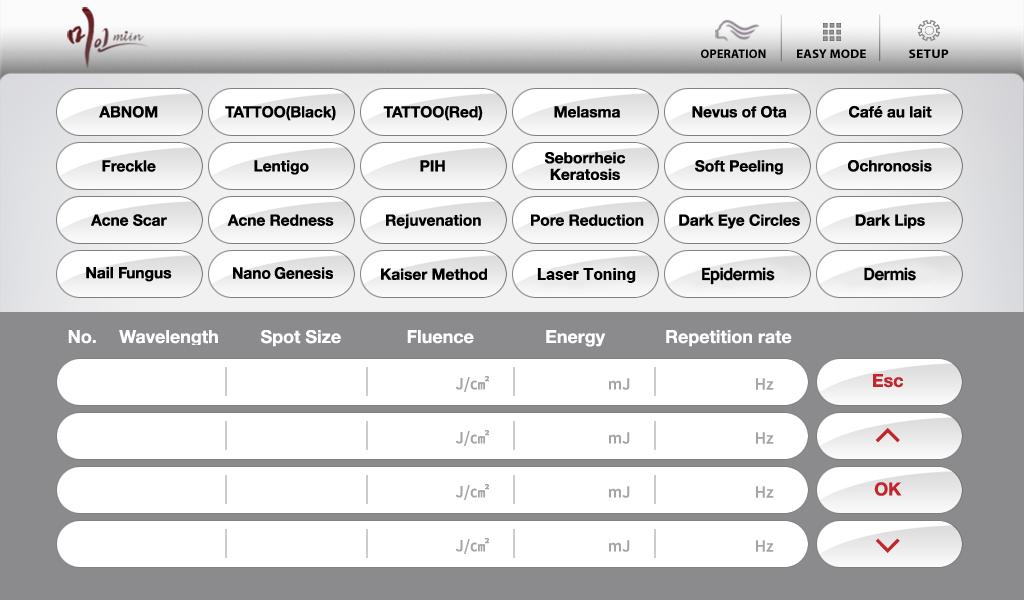 미인 miin
OPERATION
EASY MODE
SETUP
ABNOM
TATTOO(Black)
TATTOO(Red)
Melasma
Nevus of Ota
Café au lait
Freckle
Lentigo
PIH
Seborrheic
Keratosis
Soft Peeling
Ochronosis
Acne Scar
Acne Redness
Rejuvenation
Pore Reduction
Dark Eye Circles
Dark Lips
Nail Fungus
Nano Genesis
Kaiser Method
Laser Toning
Epidermis
Dermis
No. Wavelength Spot Size Fluence Energy Repetition rate
J/㎠ mJ Hz
Esc
J/㎠ mJ Hz
J/㎠ mJ Hz
OK
J/㎠ mJ Hz